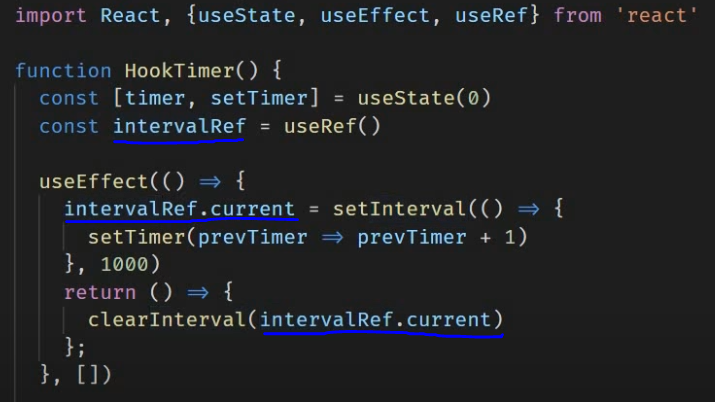 import React, {useState, useEffect, useRef} from 'react'
function HookTimer() {
const [timer, setTimer] = useState(0)
const intervalRef = useRef()
useEffect(() => {
intervalRef.current = setInterval(() => {
setTimer(prevTimer => prevTimer + 1)
}, 1000)
return () => {
clearInterval(intervalRef.current)
};
}, [])